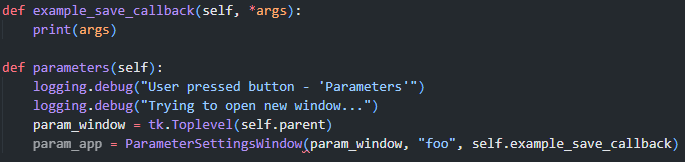 def example_save_callback(self, *args):
    print(args)

def parameters(self):
    logging.debug("User pressed button - 'Parameters'")
    logging.debug("Trying to open new window...")
    param_window = tk.Toplevel(self.parent)
    param_app = ParameterSettingsWindow(param_window, "foo", self.example_save_callback)